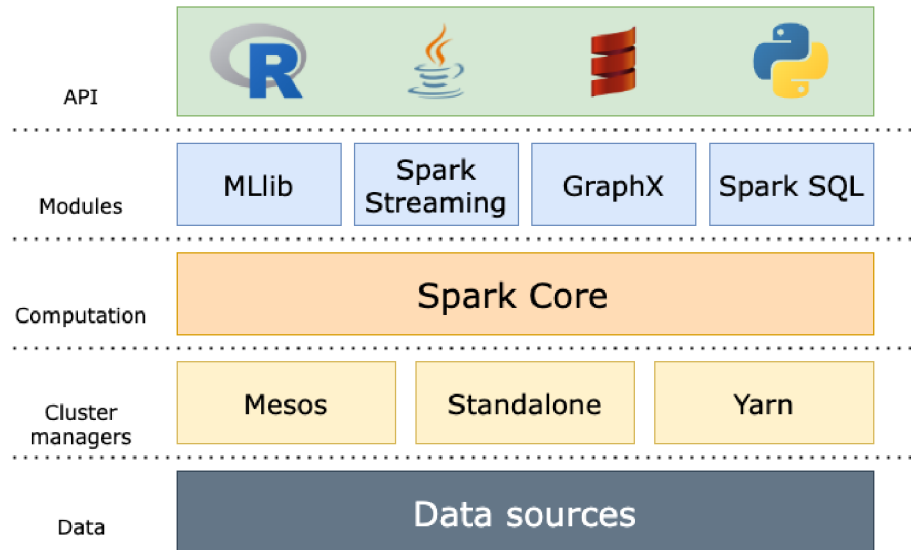 R
API
MLlib
Spark
Streaming
GraphX
Spark SQL
Modules
Spark Core
Computation
Mesos
Standalone
Yarn
Cluster
managers
Data sources
Data